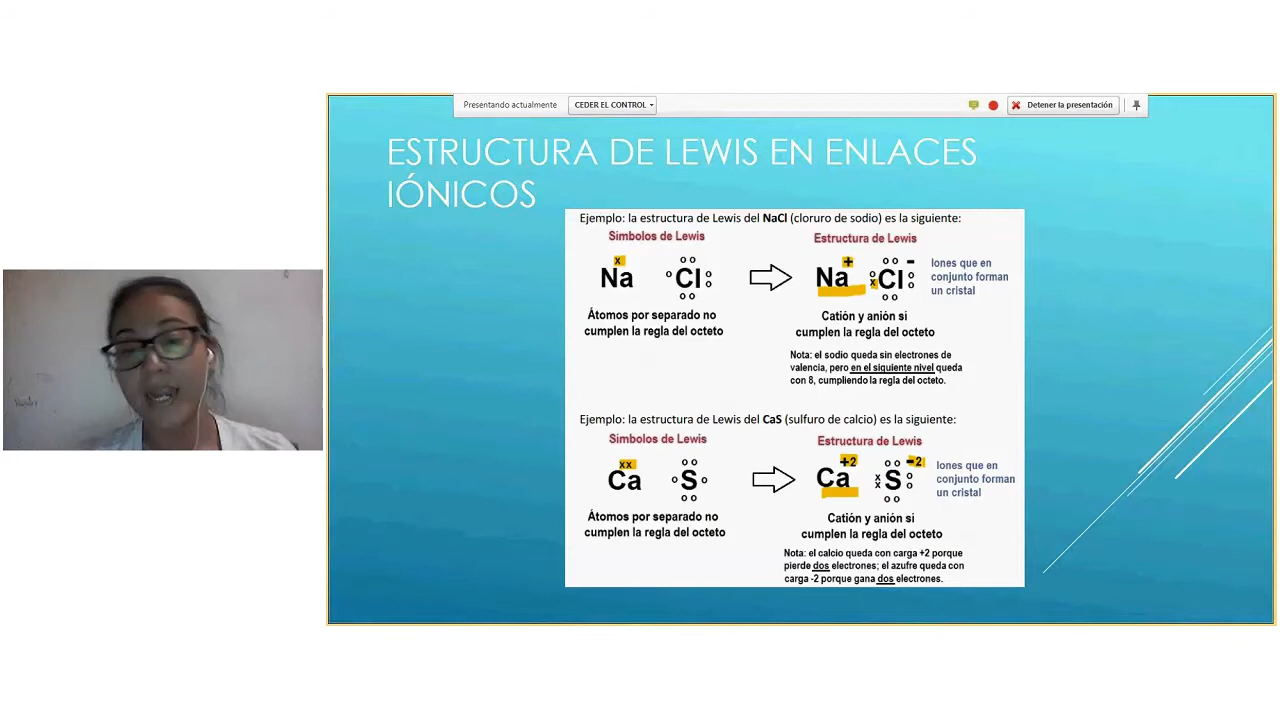 Presentando actualmente
CEDER EL CONTROL
Detener la presentación
ESTRUCTURA DE LEWIS EN ENLACES
IÓNICOS
Ejemplo: la estructura de Lewis del NaCl (cloruro de sodio) es la siguiente:
Simbolos de Lewis
Estructura de Lewis
x
Na
Cl
Na +
x Cl -
Iones que en
conjunto forman
un cristal
Átomos por separado no
cumplen la regla del octeto
Catión y anión si
cumplen la regla del octeto
Nota: el sodio queda sin electrones de
valencia, pero en el siguiente nivel queda
con 8, cumpliendo la regla del octeto.
Ejemplo: la estructura de Lewis del CaS (sulfuro de calcio) es la siguiente:
Simbolos de Lewis
Estructura de Lewis
xx
Ca
S
Ca +2
x x S -2
Iones que en
conjunto forman
un cristal
Átomos por separado no
cumplen la regla del octeto
Catión y anión si
cumplen la regla del octeto
Nota: el calcio queda con carga +2 porque
pierde dos electrones; el azufre queda con
carga -2 porque gana dos electrones.